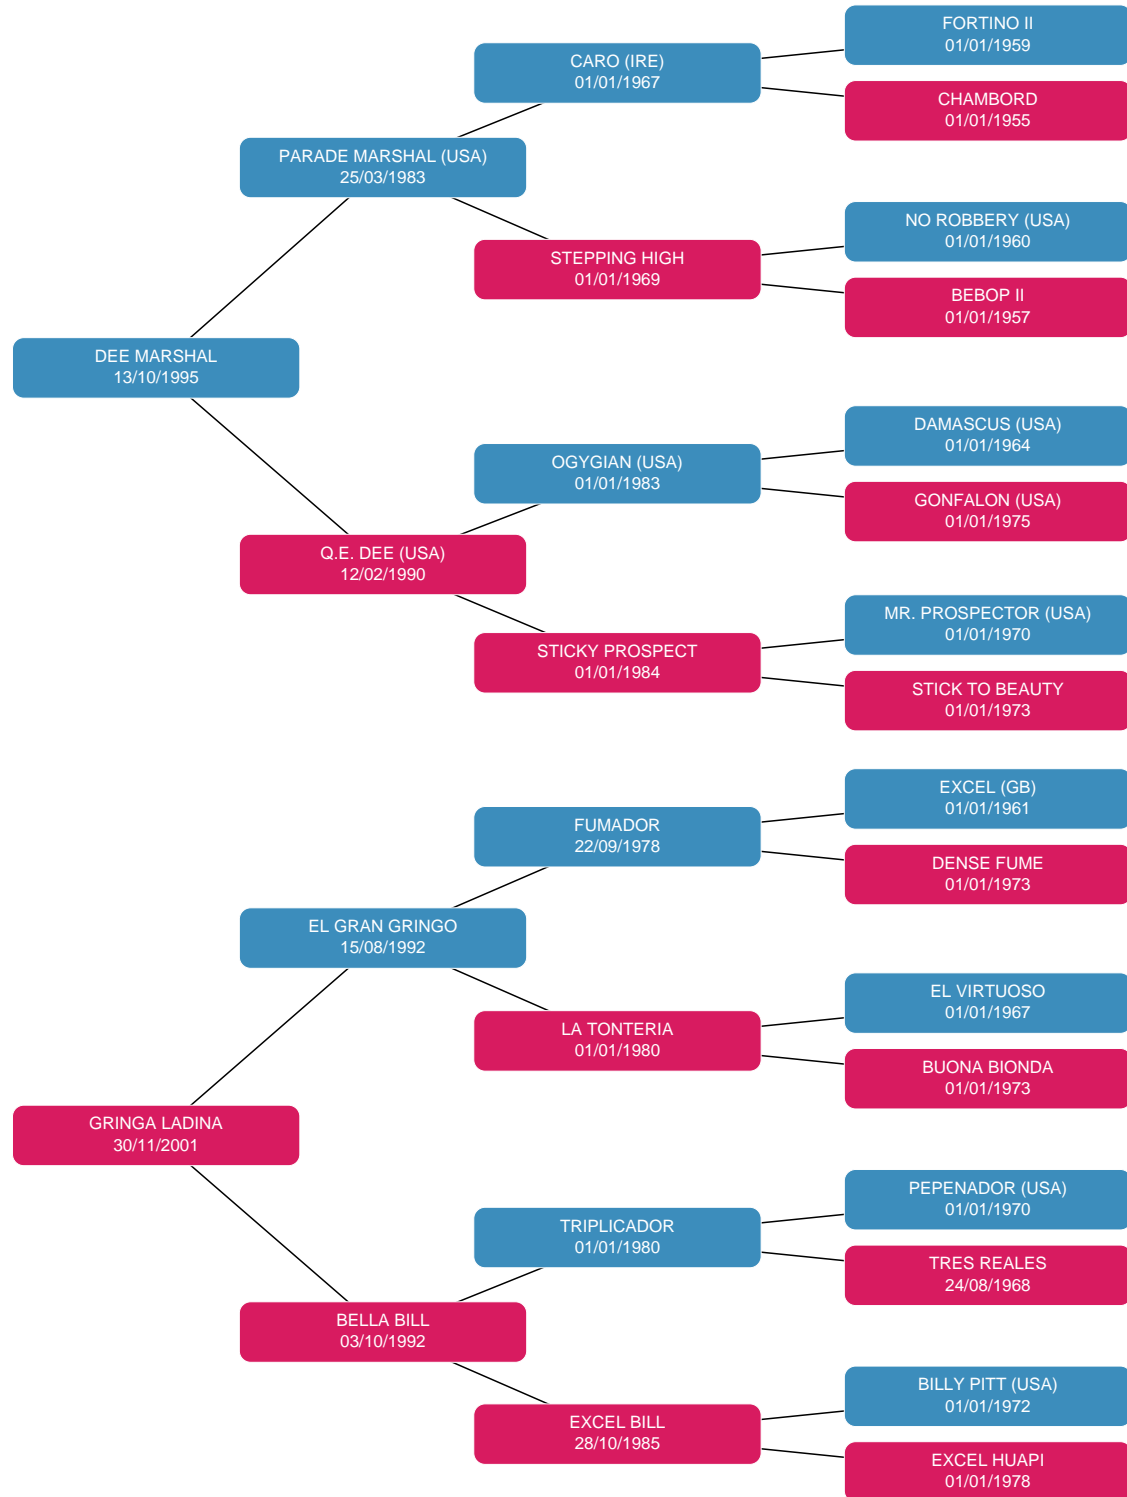 FORTINO II
01/01/1959
CARO (IRE)
01/01/1967
CHAMBORD
01/01/1955
PARADE MARSHAL (USA)
25/03/1983
NO ROBBERY (USA)
01/01/1960
STEPPING HIGH
01/01/1969
BEBOP II
01/01/1957
DEE MARSHAL
13/10/1995
DAMASCUS (USA)
01/01/1964
OGYGIAN (USA)
01/01/1983
GONFALON (USA)
01/01/1975
Q.E. DEE (USA)
12/02/1990
MR. PROSPECTOR (USA)
01/01/1970
STICKY PROSPECT
01/01/1984
STICK TO BEAUTY
01/01/1973
EXCEL (GB)
01/01/1961
FUMADOR
22/09/1978
DENSE FUME
01/01/1973
EL GRAN GRINGO
15/08/1992
EL VIRTUOSO
01/01/1967
LA TONTERIA
01/01/1980
BUONA BIONDA
01/01/1973
GRINGA LADINA
30/11/2001
PEPENADOR (USA)
01/01/1970
TRIPLICADOR
01/01/1980
TRES REALES
24/08/1968
BELLA BILL
03/10/1992
BILLY PITT (USA)
01/01/1972
EXCEL BILL
28/10/1985
EXCEL HUAPI
01/01/1978